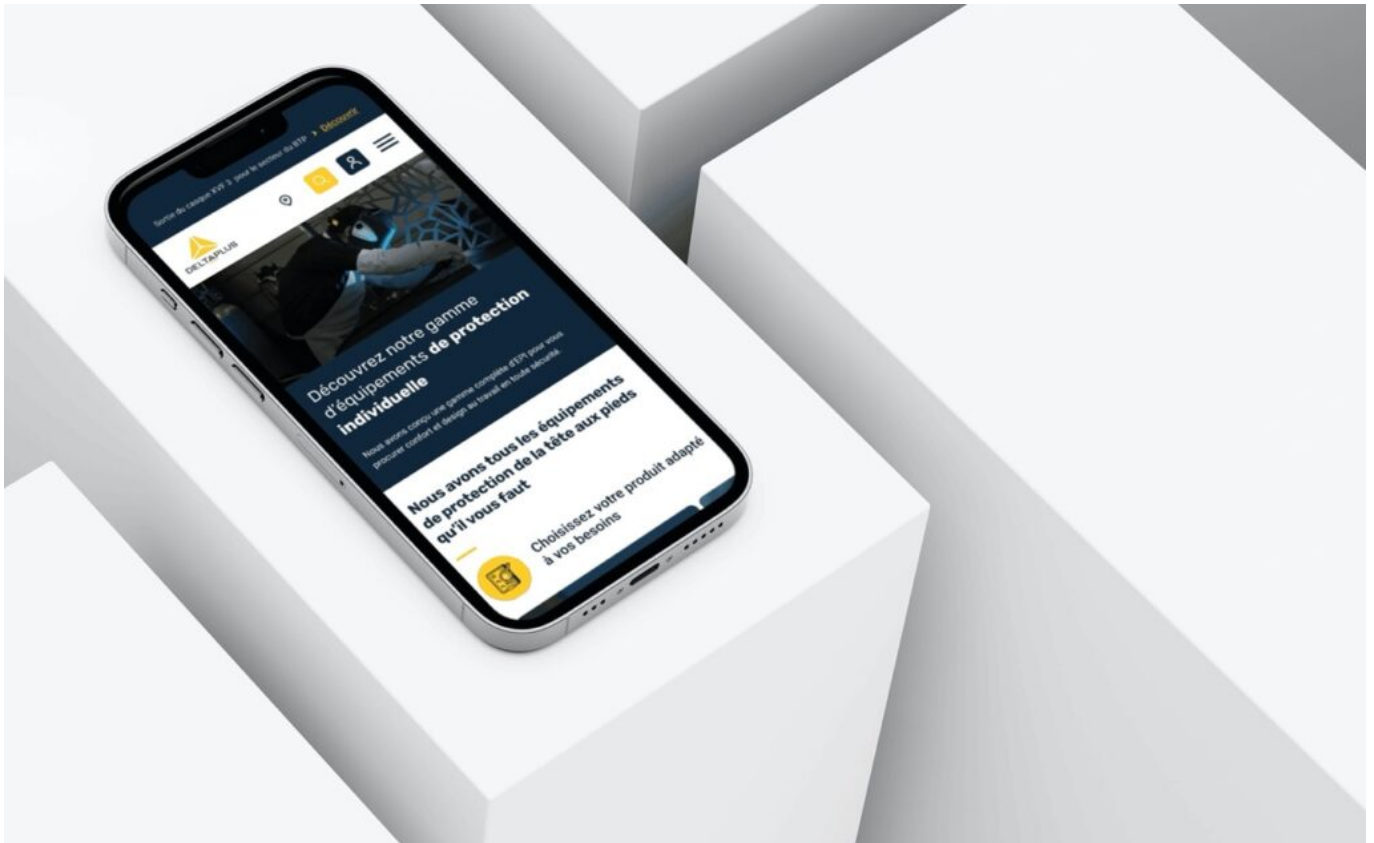 Sortie du casque XVF 3 pour le secteur du BTP > Découvrir
DELTAPLUS
Découvrez notre gamme
d'équipements de protection
individuelle
Nous avons conçu une gamme complète d'EPI pour vous
procurer confort et design au travail en toute sécurité.
Nous avons tous les équipements
de protection de la tête aux pieds
qu'il vous faut
Choisissez votre produit adapté
à vos besoins